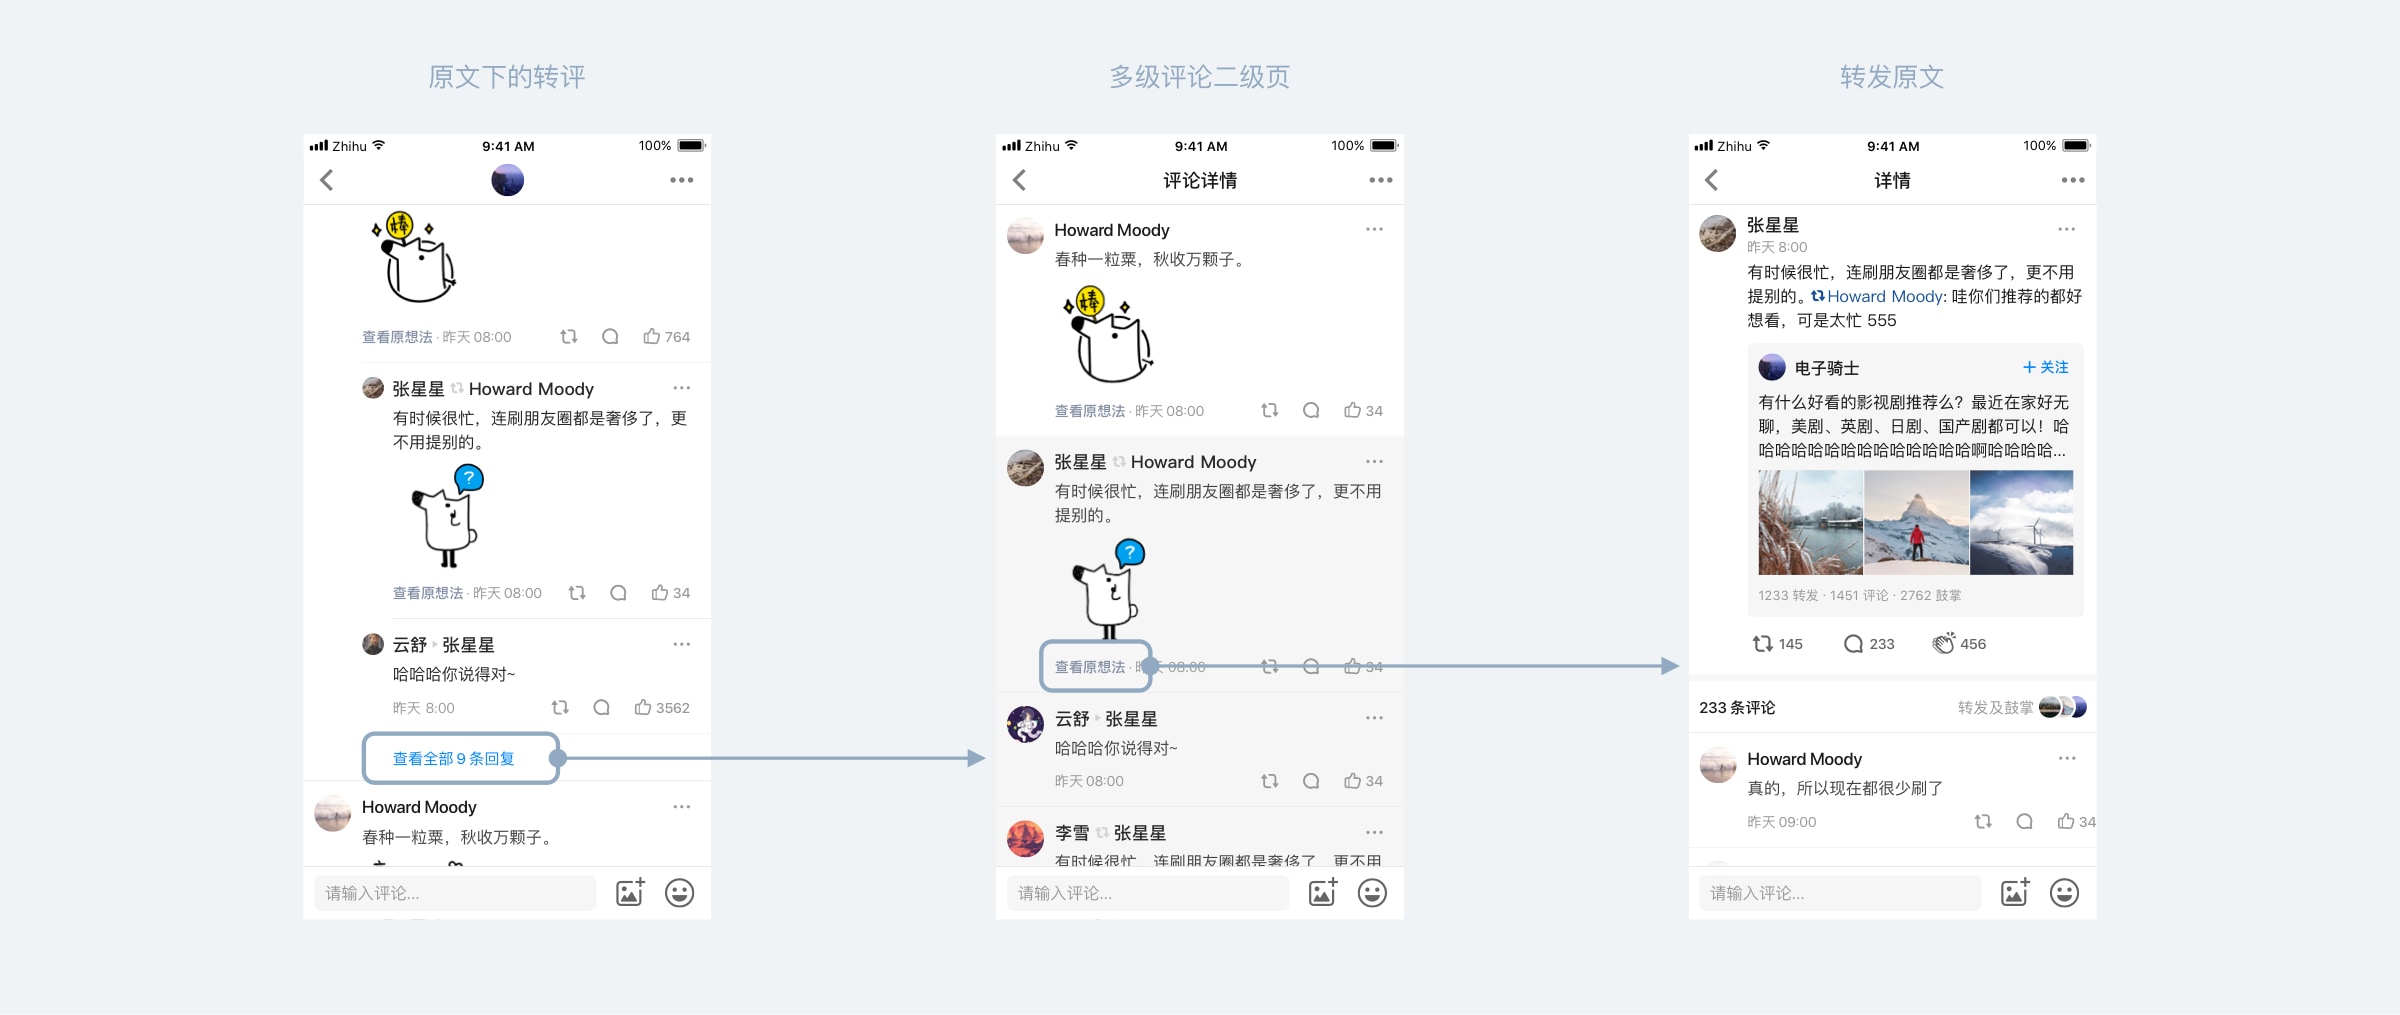 原文下的转评
Zhihu
9:41 AM
100%
棒
查看原想法 · 昨天 08:00
764
张星星 Howard Moody
有时候很忙，连刷朋友圈都是奢侈了，更
不用提别的。
?
查看原想法 · 昨天 08:00
34
云舒 张星星
哈哈哈你说得对~
昨天 8:00
3562
查看全部 9 条回复
Howard Moody
春种一粒粟，秋收万颗子。
请输入评论...
多级评论二级页
Zhihu
9:41 AM
100%
评论详情
Howard Moody
春种一粒粟，秋收万颗子。
棒
查看原想法 · 昨天 08:00
34
张星星 Howard Moody
有时候很忙，连刷朋友圈都是奢侈了，更不用
提别的。
?
查看原想法 · 昨天 08:00
34
云舒 张星星
哈哈哈你说得对~
昨天 08:00
34
李雪 张星星
有时候很忙，连刷朋友圈都是奢侈了，更不用
请输入评论...
转发原文
Zhihu
9:41 AM
100%
详情
张星星
昨天 8:00
有时候很忙，连刷朋友圈都是奢侈了，更不用
提别的。Howard Moody: 哇你们推荐的都好
想看，可是太忙 555
电子骑士
+ 关注
有什么好看的影视剧推荐么？最近在家好无
聊，美剧、英剧、日剧、国产剧都可以！哈
哈哈哈哈哈哈哈哈哈哈哈哈哈啊哈哈哈哈...
1233 转发 · 1451 评论 · 2762 鼓掌
145
233
456
233 条评论
转发及鼓掌
Howard Moody
真的，所以现在都很少刷了
昨天 09:00
34
请输入评论...